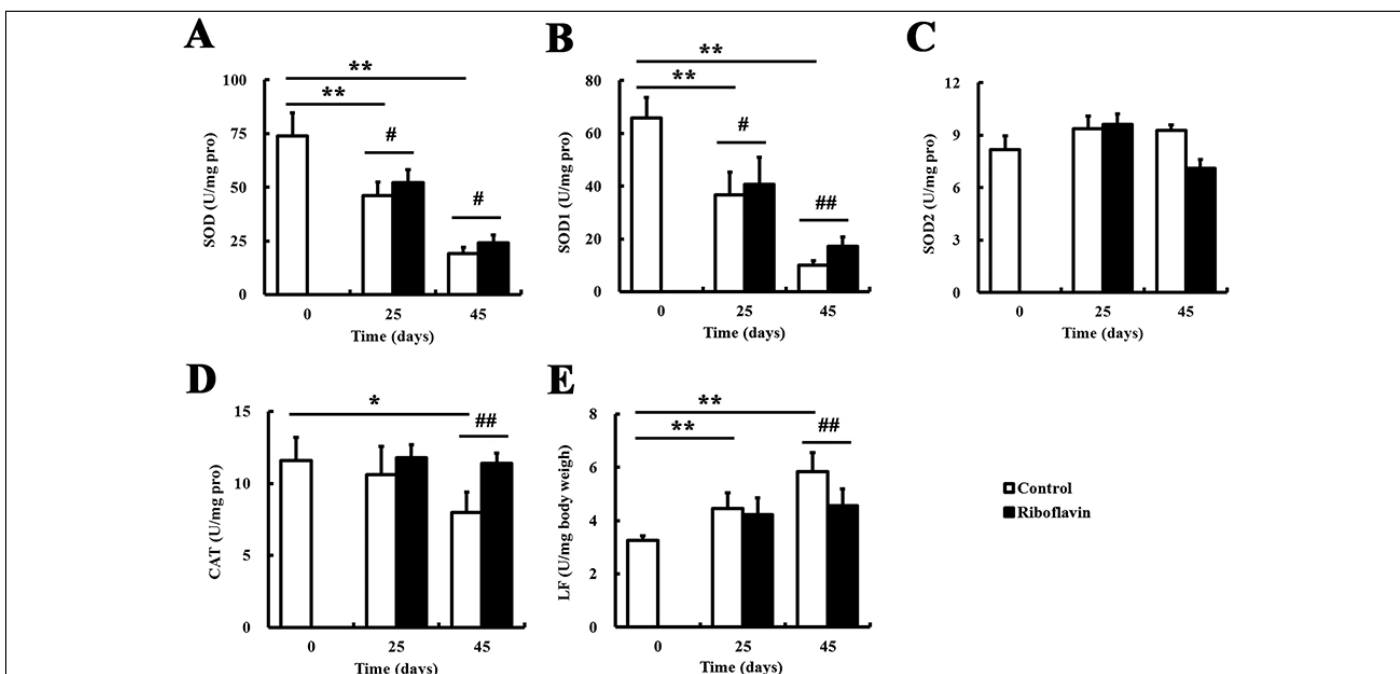 A
SOD (U/mg pro)
100
75
50
25
0
**
**
#
#
0 25 45
Time (days)
B
SOD1 (U/mg pro)
80
60
40
20
0
**
**
#
##
0 25 45
Time (days)
C
SOD2 (U/mg pro)
12
9
6
3
0
0 25 45
Time (days)
D
CAT (U/mg pro)
15
10
5
0
*
##
0 25 45
Time (days)
E
LF (U/mg body weigh)
8
6
4
2
0
**
**
##
0 25 45
Time (days)
Control
Riboflavin